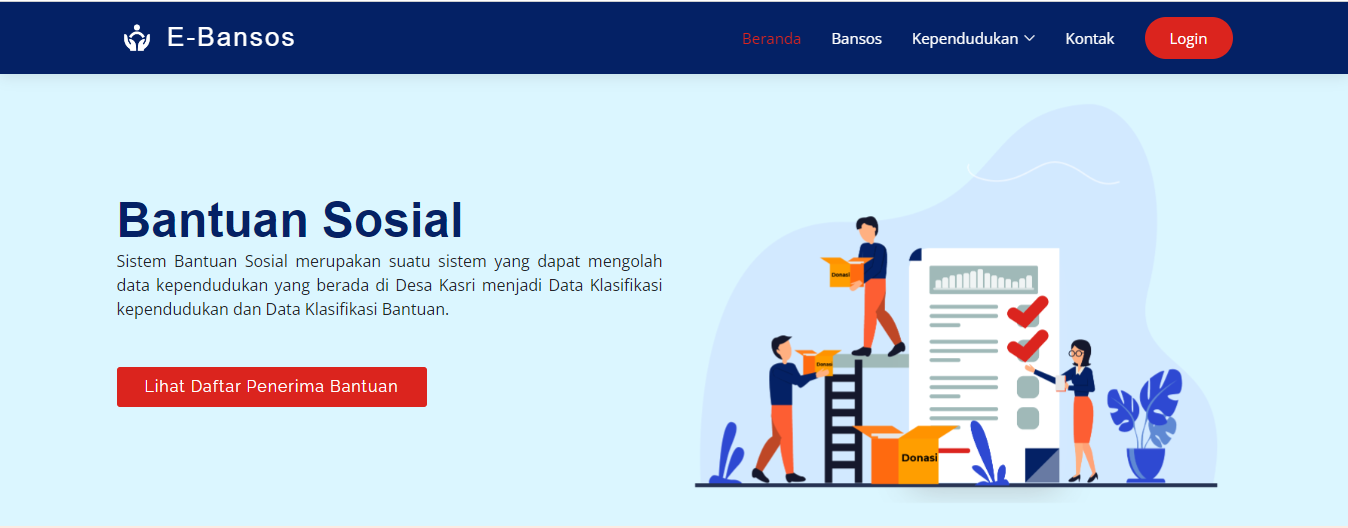 E-Bansos
Beranda
Bansos
Kependudukan
Kontak
Login
Bantuan Sosial
Sistem Bantuan Sosial merupakan suatu sistem yang dapat mengolah
data kependudukan yang berada di Desa Kasri menjadi Data Klasifikasi
kependudukan dan Data Klasifikasi Bantuan.
Lihat Daftar Penerima Bantuan
Donasi
Donasi
Donasi